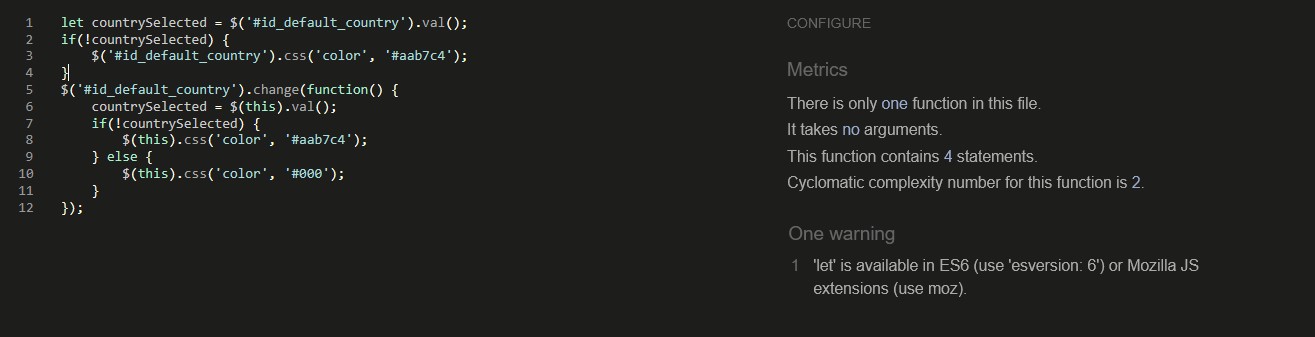 1 let countrySelected = $('#id_default_country').val();
2 if(!countrySelected) {
3 $('#id_default_country').css('color', '#aab7c4');
4 }
5 $('#id_default_country').change(function() {
6 countrySelected = $(this).val();
7 if(!countrySelected) {
8 $(this).css('color', '#aab7c4');
9 } else {
10 $(this).css('color', '#000');
11 }
12 });
CONFIGURE
Metrics
There is only one function in this file.
It takes no arguments.
This function contains 4 statements.
Cyclomatic complexity number for this function is 2.
One warning
1 'let' is available in ES6 (use 'esversion: 6') or Mozilla JS
extensions (use moz).